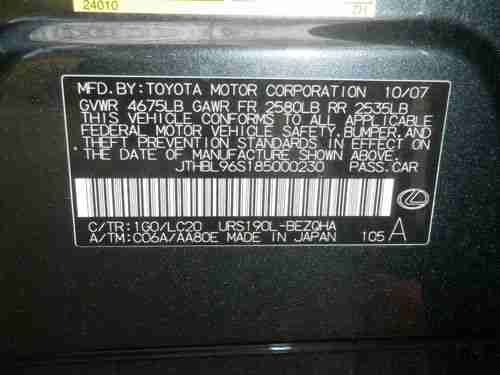 24010 ZH
MFD.BY:TOYOTA MOTOR CORPORATION 10/07
GVWR 4675LB GAWR FR 2580LB RR 2535LB
THIS VEHICLE CONFORMS TO ALL APPLICABLE
FEDERAL MOTOR VEHICLE SAFETY,BUMPER,AND
THEFT PREVENTION STANDARDS IN EFFECT ON
THE DATE OF MANUFACTURE SHOWN ABOVE.
JTHBL96S185000230 PASS.CAR
C/TR:1G0/LC20 URS190L-BEZQHA
A/TM:C06A/AA80E MADE IN JAPAN 105 A